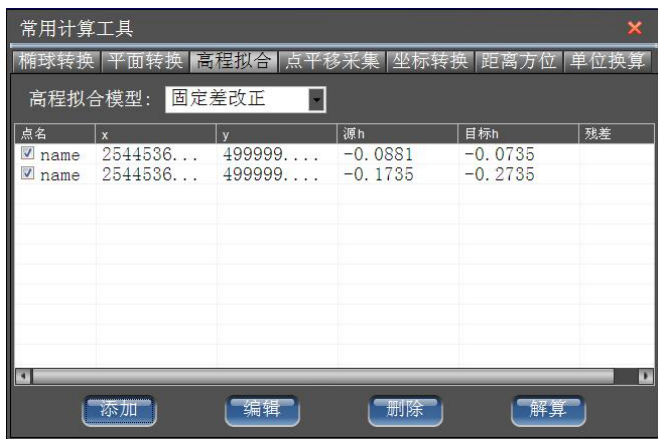 常用计算工具
椭球转换 平面转换 高程拟合 点平移采集 坐标转换 距离方位 单位换算
高程拟合模型: 固定差改正
点名 x y 源h 目标h 残差
name 2544536... 499999.... -0.0881 -0.0735
name 2544536... 499999.... -0.1735 -0.2735
添加 编辑 删除 解算